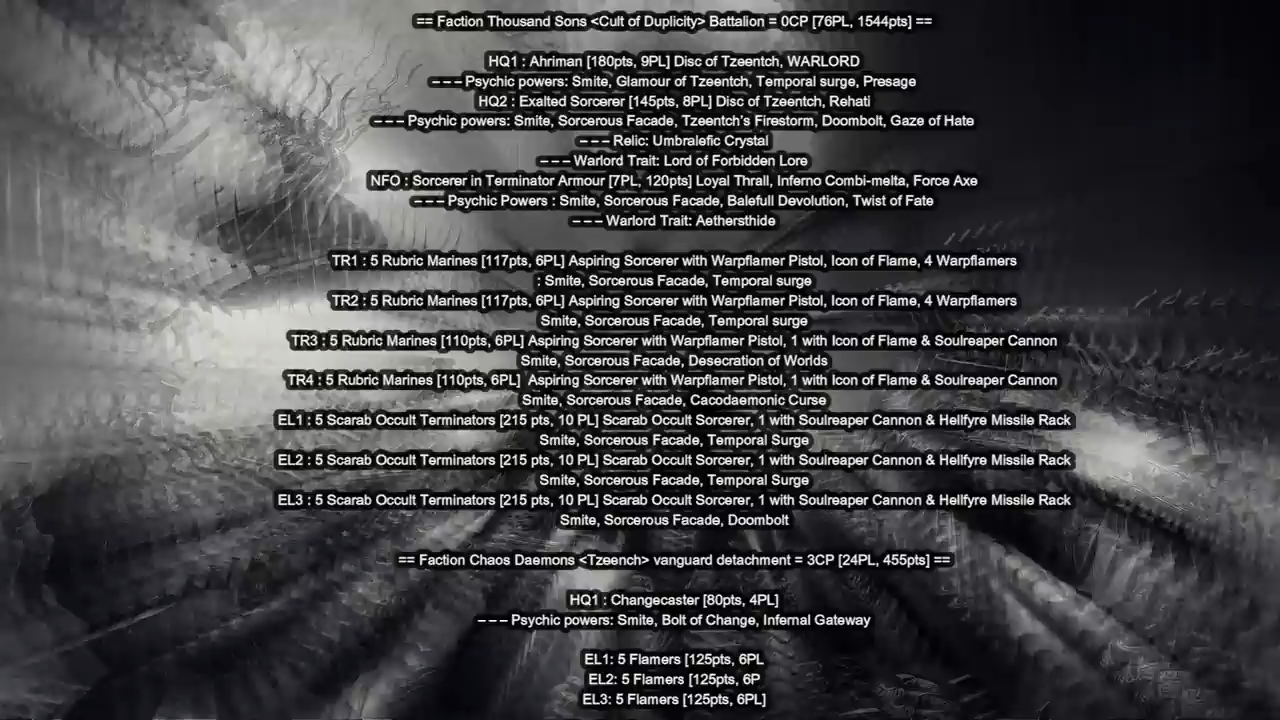 == Faction Thousand Sons <Cult of Duplicity> Battalion = 0CP [76PL, 1544pts] ==
HQ1 : Ahriman [180pts, 9PL] Disc of Tzeentch, WARLORD
---Psychic powers: Smite, Glamour of Tzeentch, Temporal surge, Presage
HQ2 : Exalted Sorcerer [145pts, 8PL] Disc of Tzeentch, Rehati
---Psychic powers: Smite, Sorcerous Facade, Tzeentch's Firestorm, Doombolt, Gaze of Hate
---Relic: Umbralefic Crystal
---Warlord Trait: Lord of Forbidden Lore
NFO : Sorcerer in Terminator Armour [7PL, 120pts] Loyal Thrall, Inferno Combi-melta, Force Axe
---Psychic Powers : Smite, Sorcerous Facade, Balefull Devolution, Twist of Fate
---Warlord Trait: Aethersthide
TR1 : 5 Rubric Marines [117pts, 6PL] Aspiring Sorcerer with Warpflamer Pistol, Icon of Flame, 4 Warpflamers
: Smite, Sorcerous Facade, Temporal surge
TR2 : 5 Rubric Marines [117pts, 6PL] Aspiring Sorcerer with Warpflamer Pistol, Icon of Flame, 4 Warpflamers
Smite, Sorcerous Facade, Temporal surge
TR3 : 5 Rubric Marines [110pts, 6PL] Aspiring Sorcerer with Warpflamer Pistol, 1 with Icon of Flame & Soulreaper Cannon
Smite, Sorcerous Facade, Desecration of Worlds
TR4 : 5 Rubric Marines [110pts, 6PL] Aspiring Sorcerer with Warpflamer Pistol, 1 with Icon of Flame & Soulreaper Cannon
Smite, Sorcerous Facade, Cacodaemonic Curse
EL1 : 5 Scarab Occult Terminators [215 pts, 10 PL] Scarab Occult Sorcerer, 1 with Soulreaper Cannon & Hellfyre Missile Rack
Smite, Sorcerous Facade, Temporal Surge
EL2 : 5 Scarab Occult Terminators [215 pts, 10 PL] Scarab Occult Sorcerer, 1 with Soulreaper Cannon & Hellfyre Missile Rack
Smite, Sorcerous Facade, Temporal Surge
EL3 : 5 Scarab Occult Terminators [215 pts, 10 PL] Scarab Occult Sorcerer, 1 with Soulreaper Cannon & Hellfyre Missile Rack
Smite, Sorcerous Facade, Doombolt
== Faction Chaos Daemons <Tzeench> vanguard detachment = 3CP [24PL, 455pts] ==
HQ1 : Changecaster [80pts, 4PL]
---Psychic powers: Smite, Bolt of Change, Infernal Gateway
EL1: 5 Flamers [125pts, 6PL
EL2: 5 Flamers [125pts, 6P
EL3: 5 Flamers [125pts, 6PL]